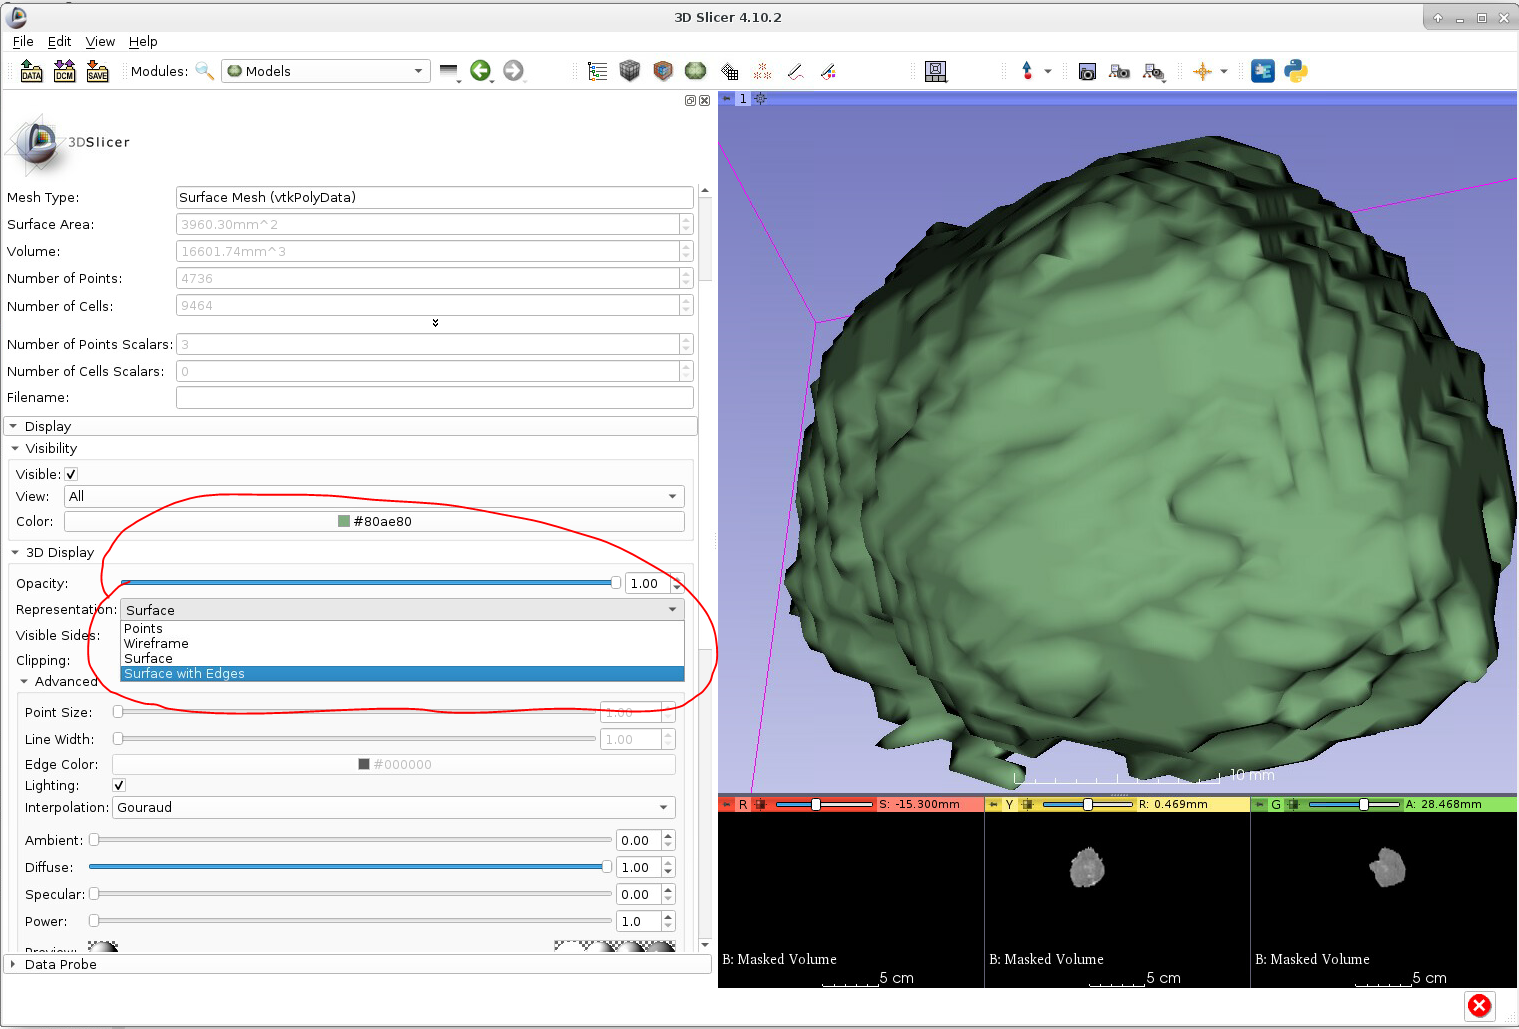 3D Slicer 4.10.2
File Edit View Help
DATA DCM SAVE Modules: Models
1
3DSlicer
Mesh Type: Surface Mesh (vtkPolyData)
Surface Area: 3960.30mm^2
Volume: 16601.74mm^3
Number of Points: 4736
Number of Cells: 9464
Number of Points Scalars: 3
Number of Cells Scalars: 0
Filename:
Display
Visibility
Visible:
View: All
Color: #80ae80
3D Display
Opacity: 1.00
Representation: Surface
Points
Visible Sides: Wireframe
Clipping: Surface
Surface with Edges
Advanced
Point Size: 1.00
Line Width: 1.00
Edge Color: #000000
Lighting:
Interpolation: Gouraud
Ambient: 0.00
Diffuse: 1.00
Specular: 0.00
Power: 1.0
Preview:
Data Probe
10 mm
R S: -15.300mm
B: Masked Volume
5 cm
Y R: 0.469mm
B: Masked Volume
5 cm
G A: 28.468mm
B: Masked Volume
5 cm